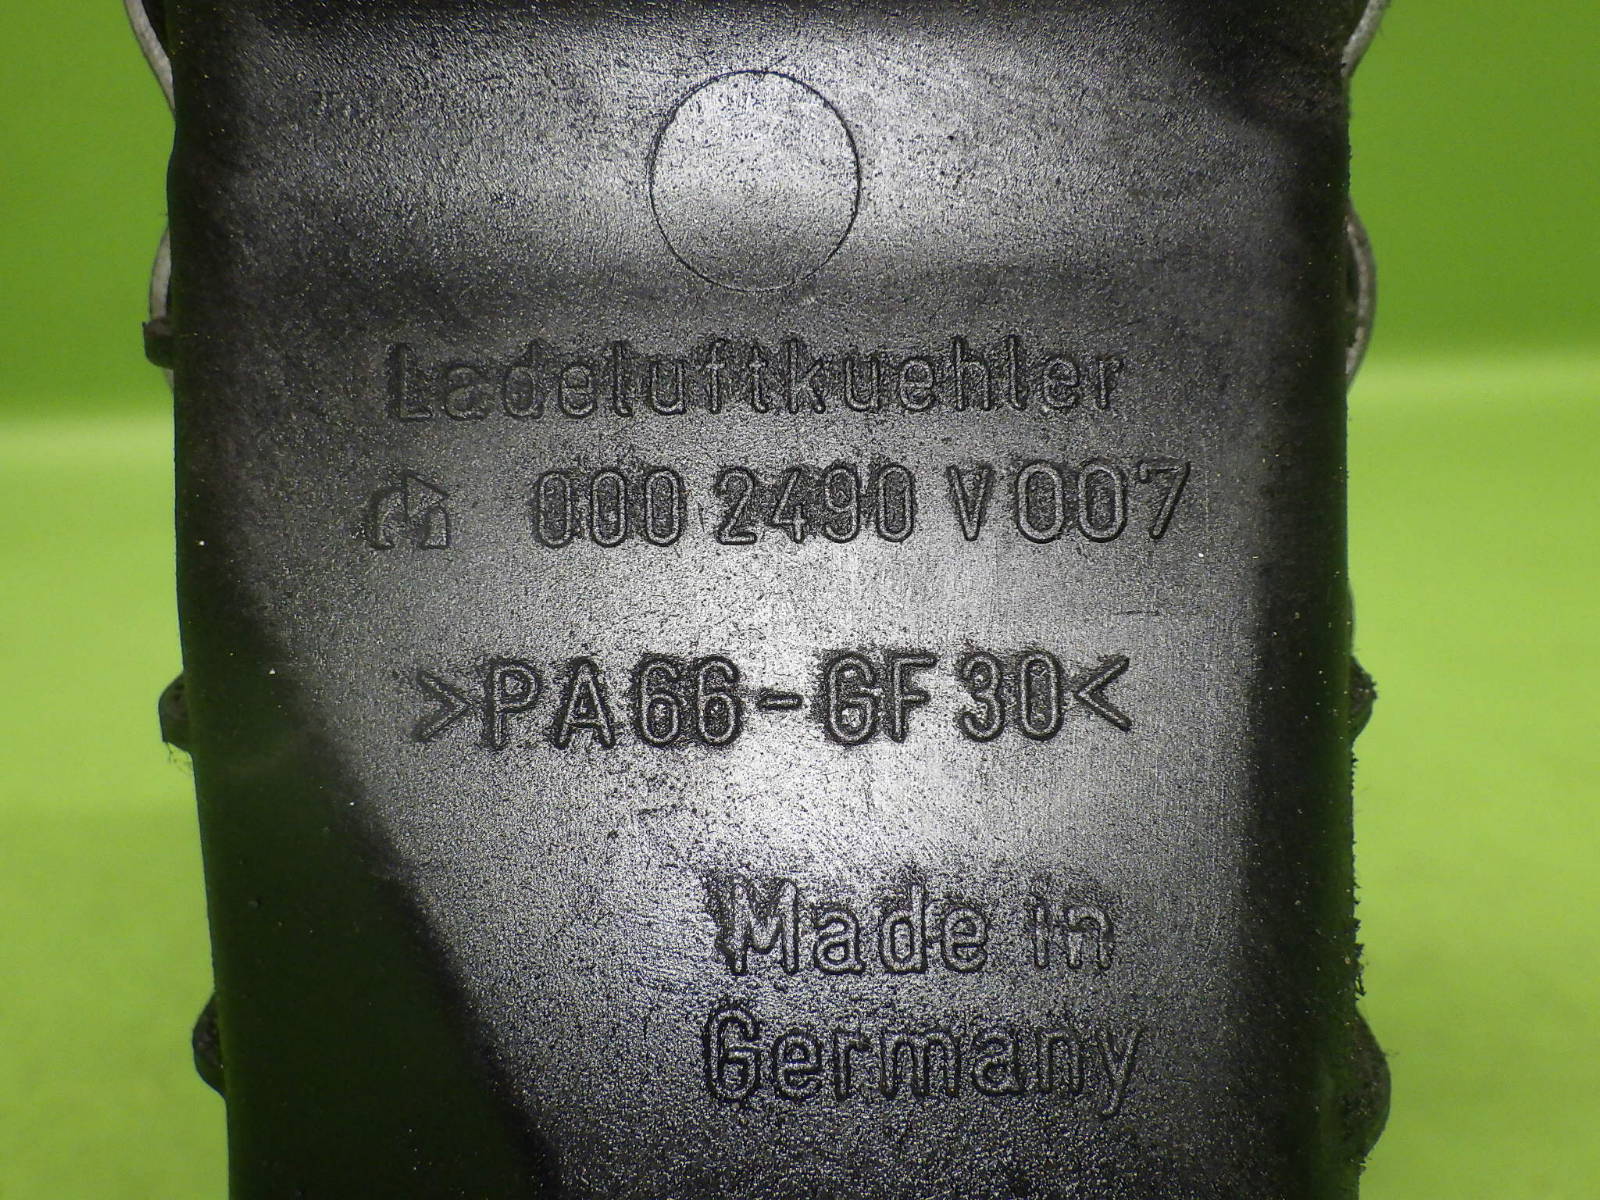 Ladeluftkuehler
000 2490 V007
>PA66-GF30<
Made in
Germany